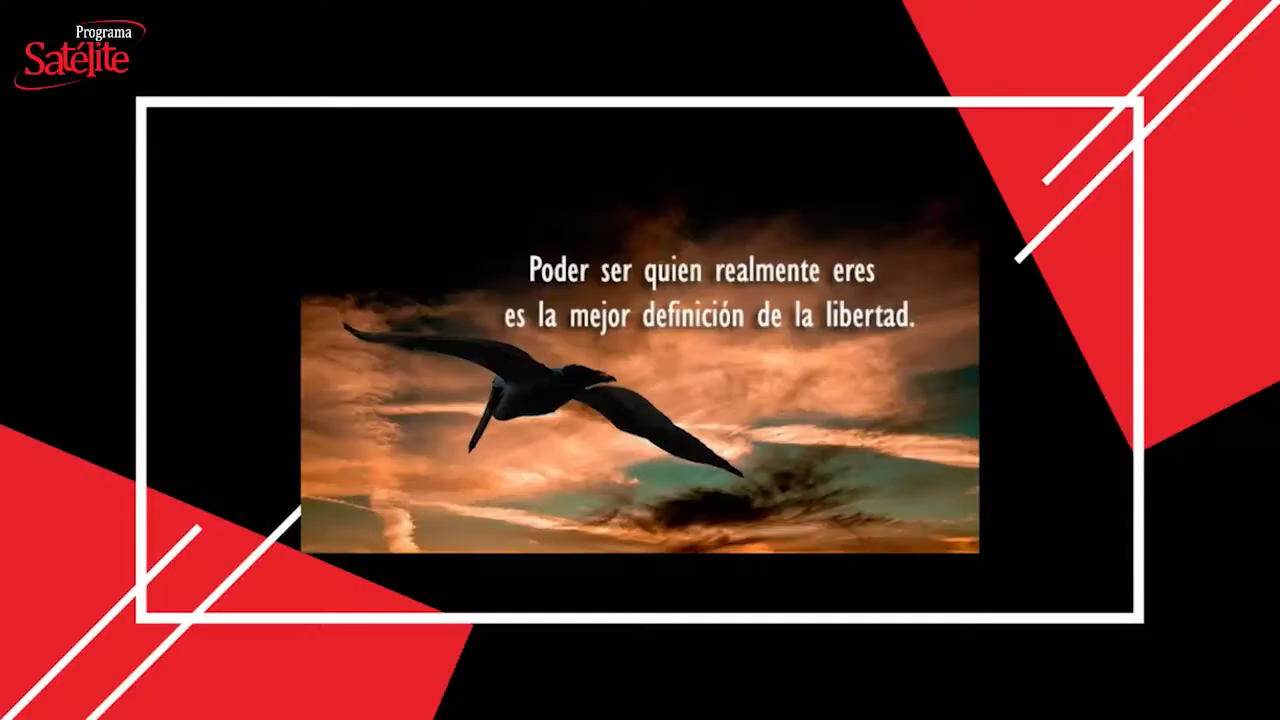 Programa
Satélite
Poder ser quien realmente eres
es la mejor definición de la libertad.